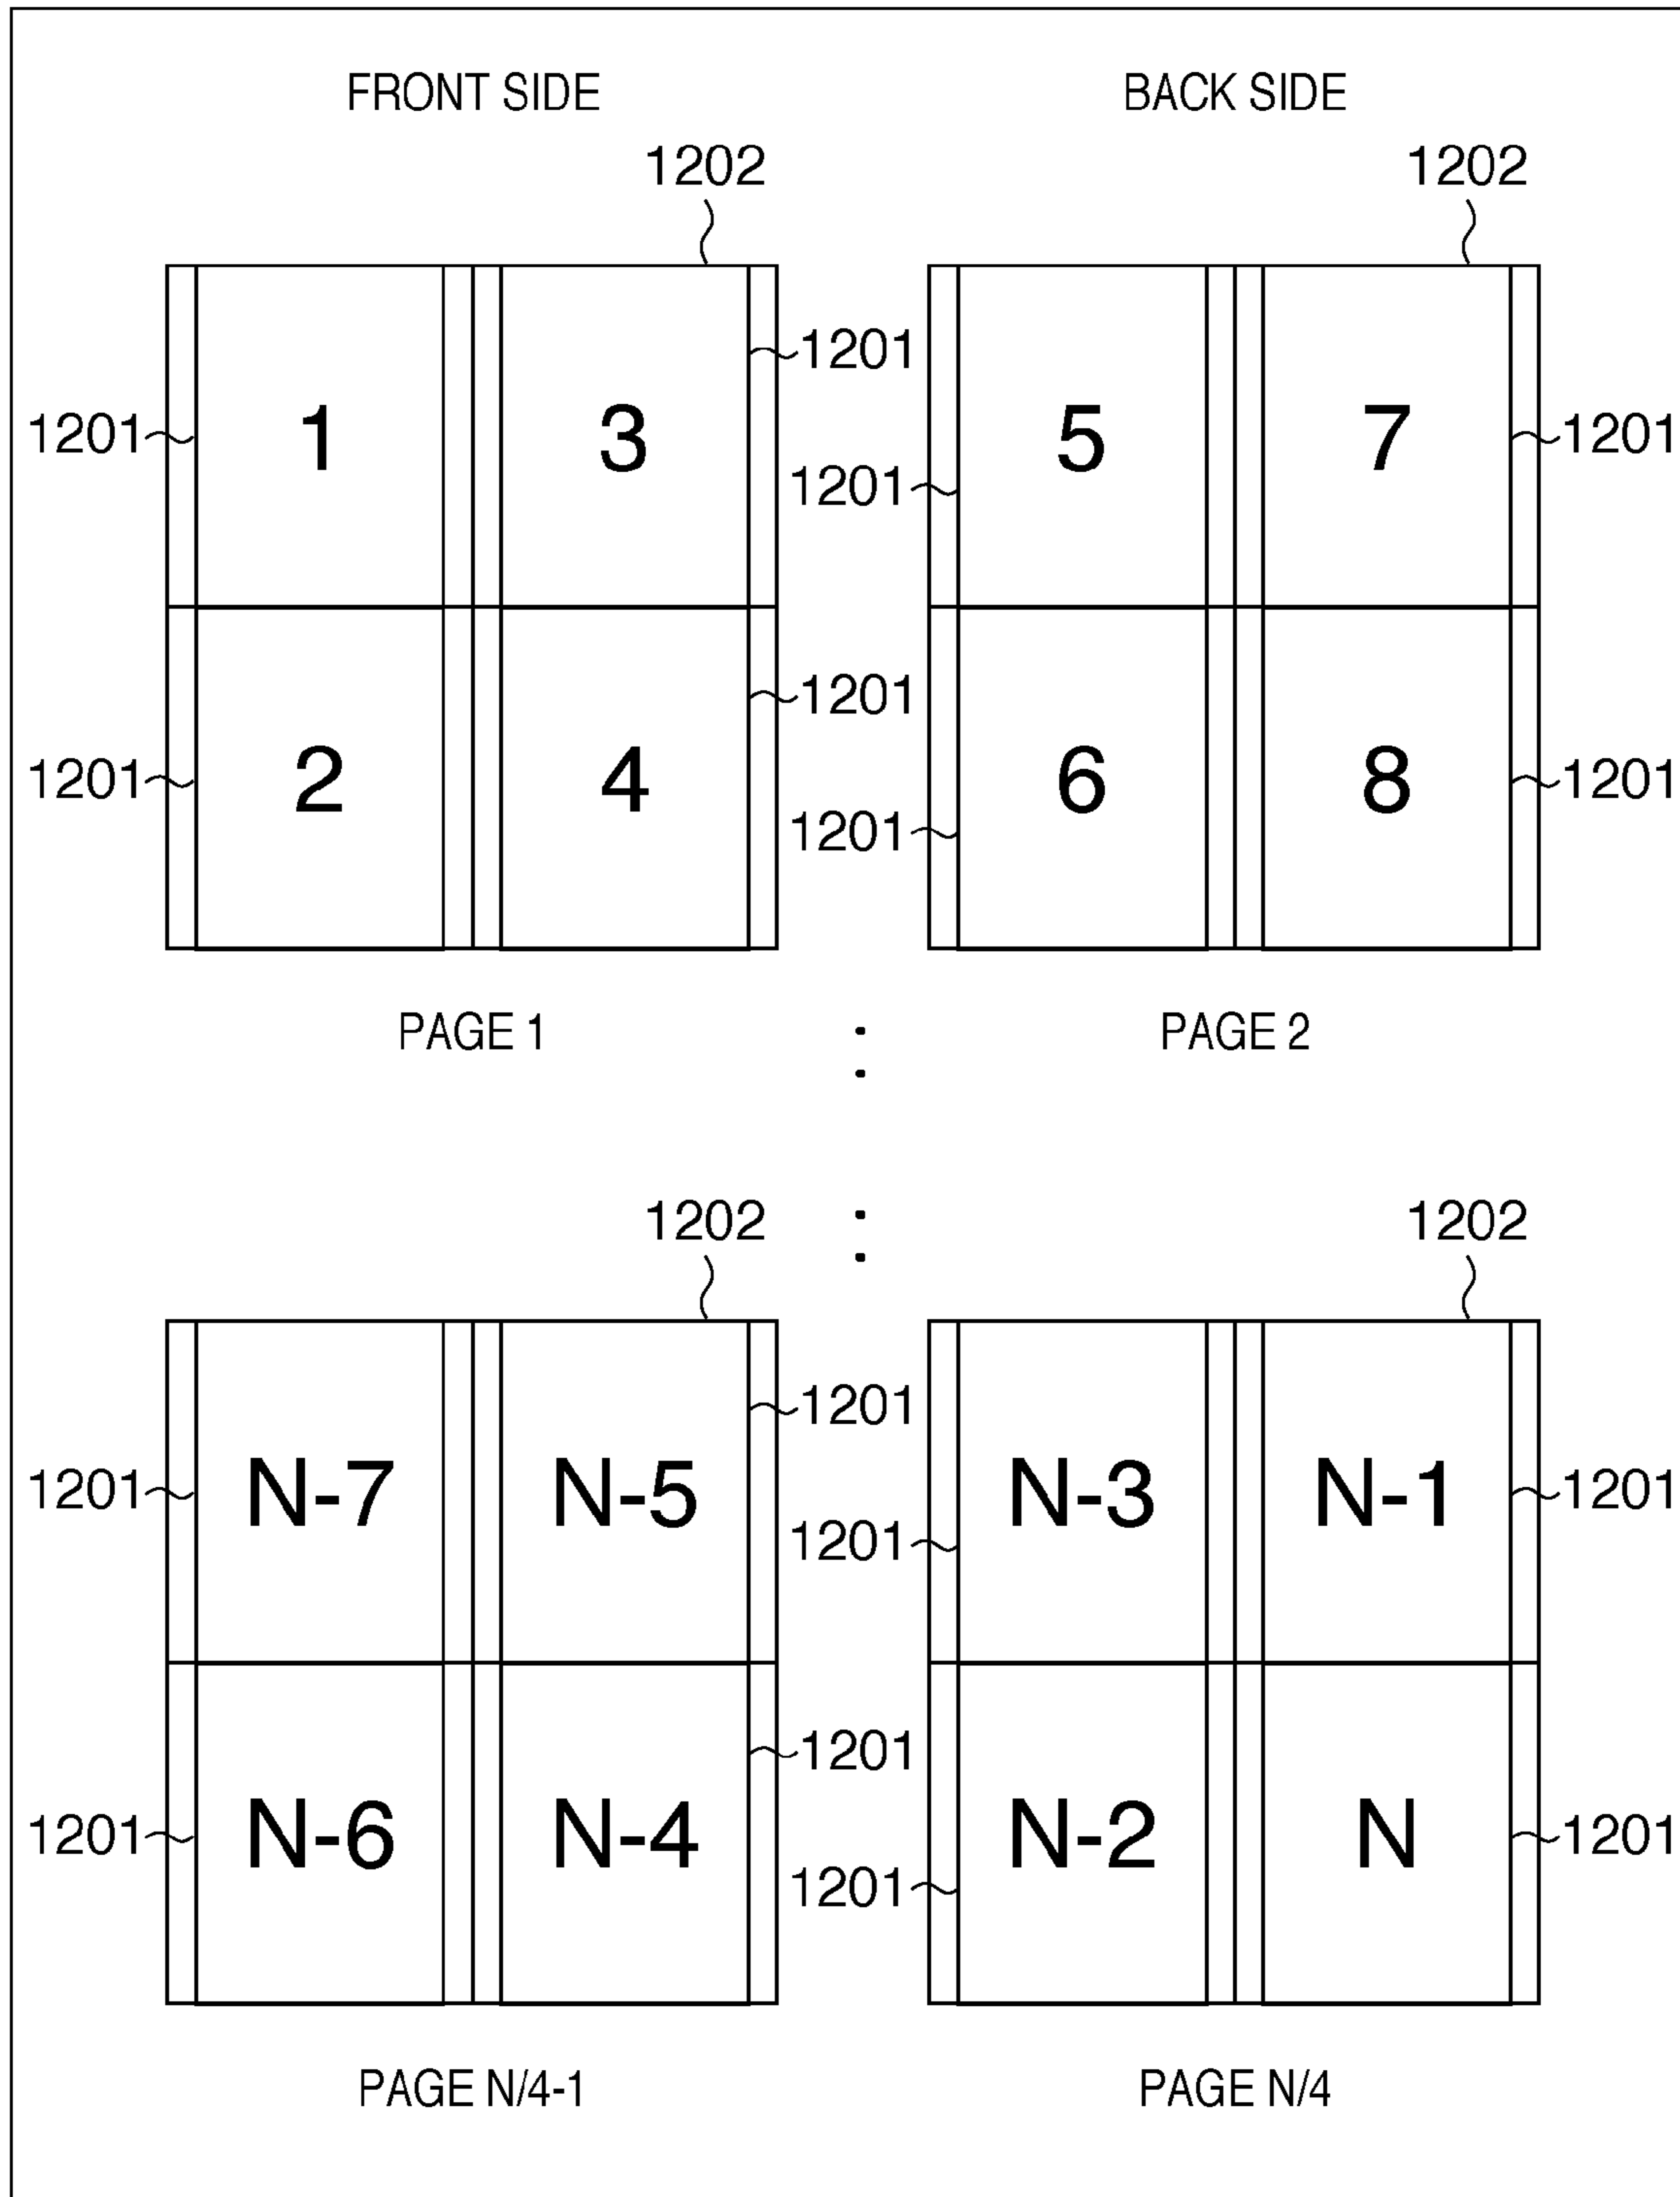 FRONT SIDE BACK SIDE
1202 1202
1201 1201
1201 1 3 5 7 1201
1201
1201 1201
1201 2 4 6 8 1201
1201
PAGE 1 : PAGE 2
1202 : 1202
1201
1201 N-7 N-5 N-3 N-1 1201
1201
1201
1201 N-6 N-4 N-2 N 1201
1201
PAGE N/4-1 PAGE N/4